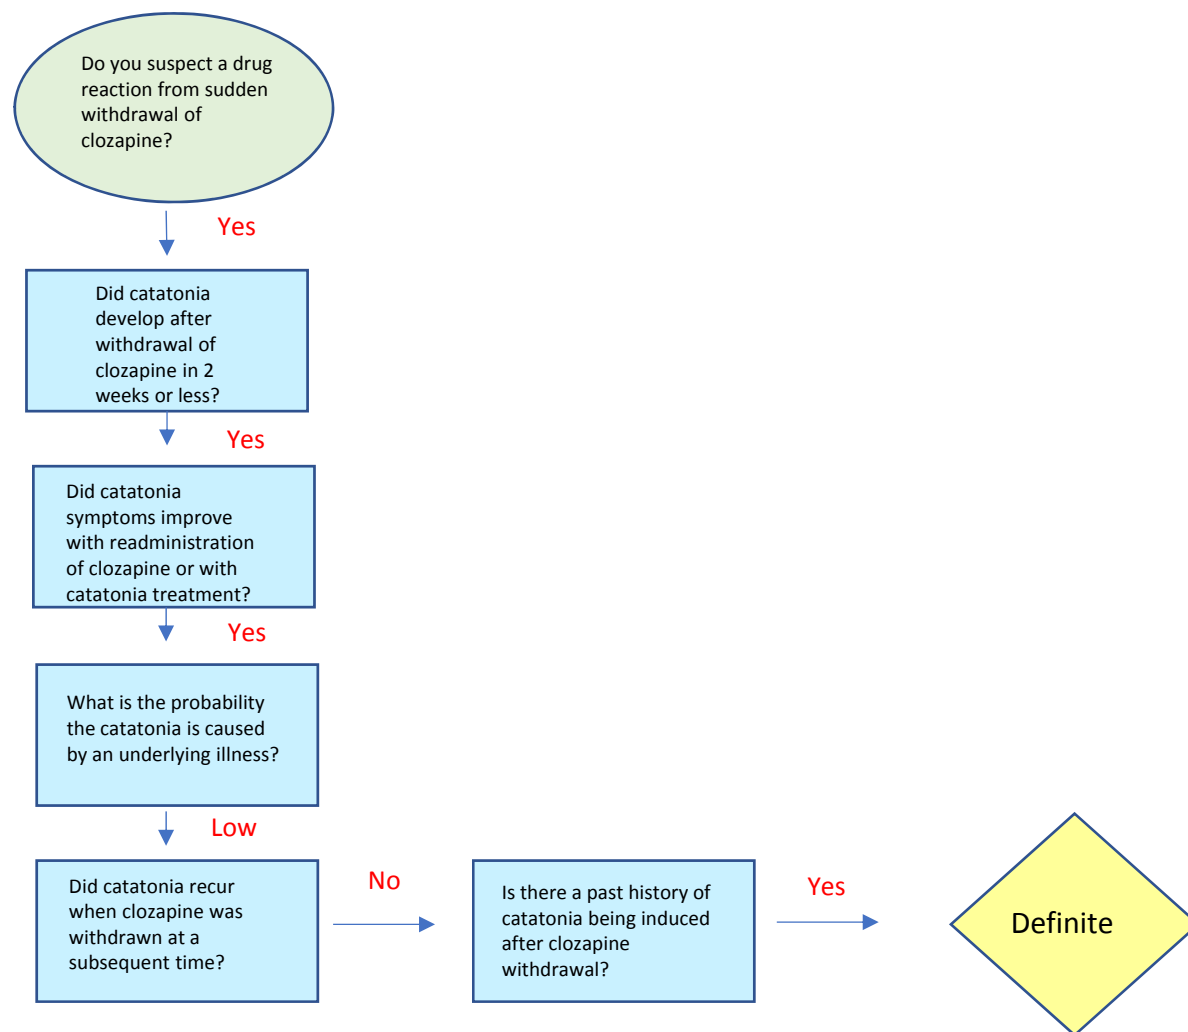 Do you suspect a drug
reaction from sudden
withdrawal of
clozapine?
Yes
Did catatonia
develop after
withdrawal of
clozapine in 2
weeks or less?
Yes
Did catatonia
symptoms improve
with readministration
of clozapine or with
catatonia treatment?
Yes
What is the probability
the catatonia is caused
by an underlying illness?
Low
Did catatonia recur
when clozapine was
withdrawn at a
subsequent time?
No
Is there a past history of
catatonia being induced
after clozapine
withdrawal?
Yes
Definite